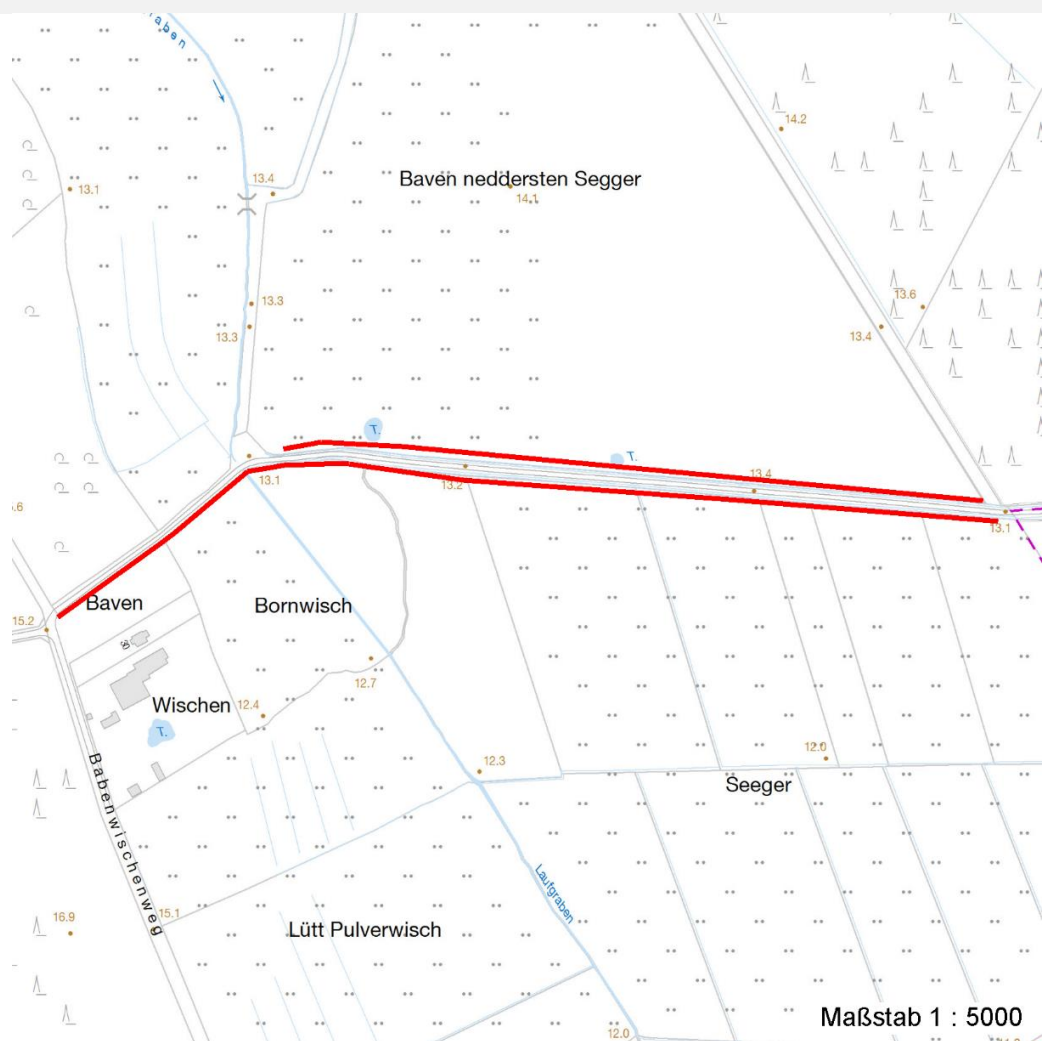 raben
14.2
13.4
13.1
Baven neddersten Segger
14.1
13.3
13.6
13.3
13.4
T.
T.
13.1
13.2
13.4
13.1
Baven
Bornwisch
15.2
30
12.7
Wischen
12.4
T.
12.3
12.0
Seeger
Babenwischenweg
Laufgraben
15.1
16.9
Lütt Pulverwisch
Maßstab 1 : 5000
12.0